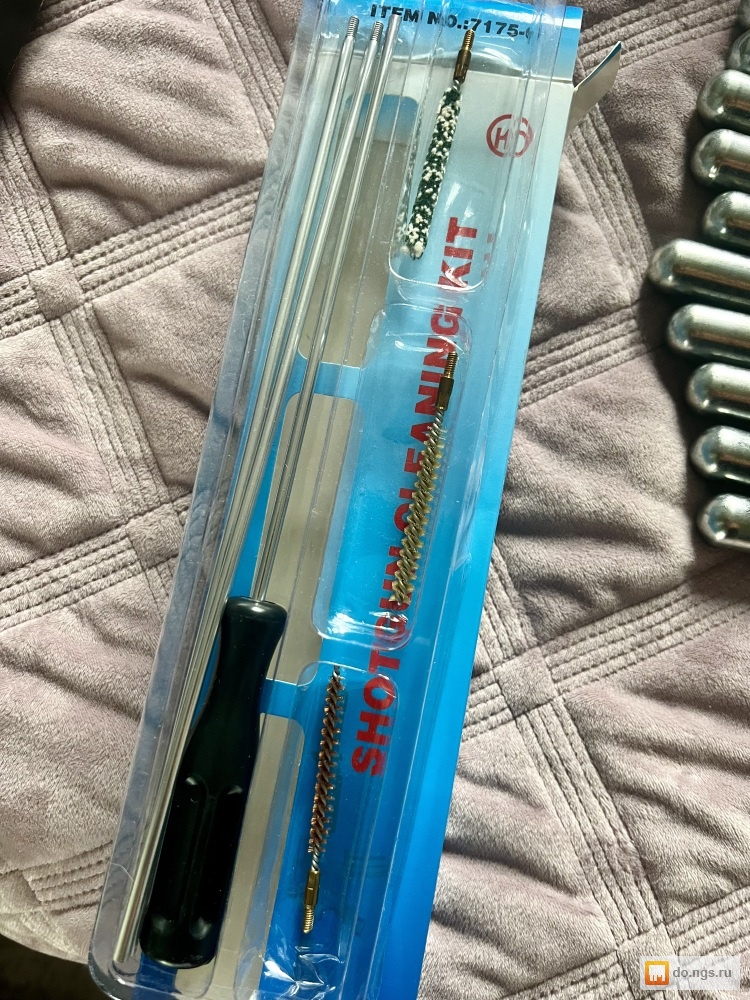 ITEM NO.:7175-
SHOTGUN CLEANING KIT
do.ngs.ru